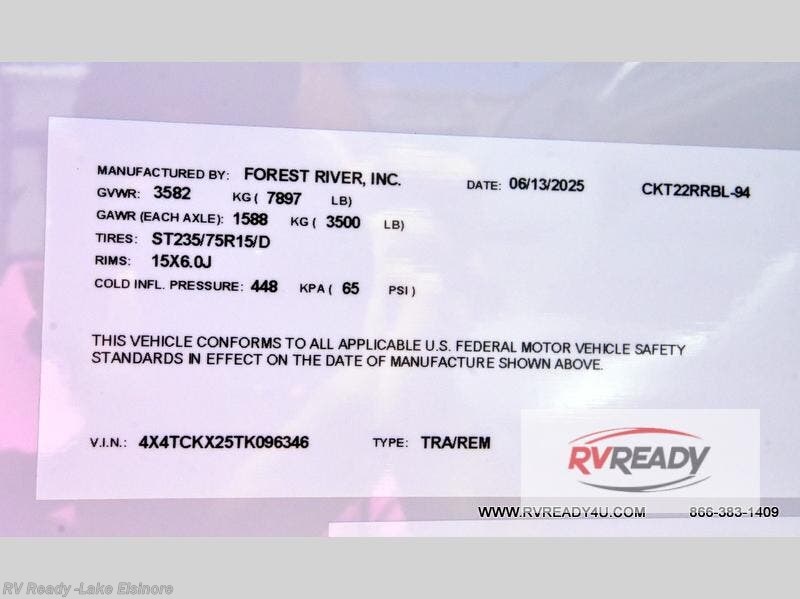 MANUFACTURED BY: FOREST RIVER, INC. DATE: 06/13/2025 CKT22RRBL-94
GVWR: 3582 KG ( 7897 LB)
GAWR (EACH AXLE): 1588 KG ( 3500 LB)
TIRES: ST235/75R15/D
RIMS: 15X6.0J
COLD INFL. PRESSURE: 448 KPA ( 65 PSI )
THIS VEHICLE CONFORMS TO ALL APPLICABLE U.S. FEDERAL MOTOR VEHICLE SAFETY
STANDARDS IN EFFECT ON THE DATE OF MANUFACTURE SHOWN ABOVE.
V.I.N.: 4X4TCKX25TK096346 TYPE: TRA/REM
RVREADY
WWW.RVREADY4U.COM 866-383-1409
RV Ready -Lake Elsinore